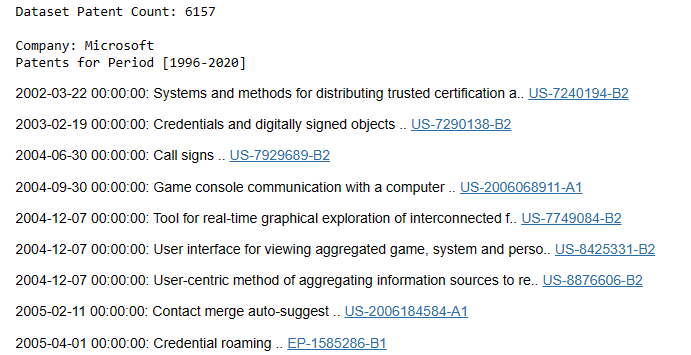 Dataset Patent Count: 6157
Company: Microsoft
Patents for Period [1996-2020]
2002-03-22 00:00:00: Systems and methods for distributing trusted certification a.. US-7240194-B2
2003-02-19 00:00:00: Credentials and digitally signed objects .. US-7290138-B2
2004-06-30 00:00:00: Call signs .. US-7929689-B2
2004-09-30 00:00:00: Game console communication with a computer .. US-2006068911-A1
2004-12-07 00:00:00: Tool for real-time graphical exploration of interconnected f.. US-7749084-B2
2004-12-07 00:00:00: User interface for viewing aggregated game, system and perso.. US-8425331-B2
2004-12-07 00:00:00: User-centric method of aggregating information sources to re.. US-8876606-B2
2005-02-11 00:00:00: Contact merge auto-suggest .. US-2006184584-A1
2005-04-01 00:00:00: Credential roaming .. EP-1585286-B1